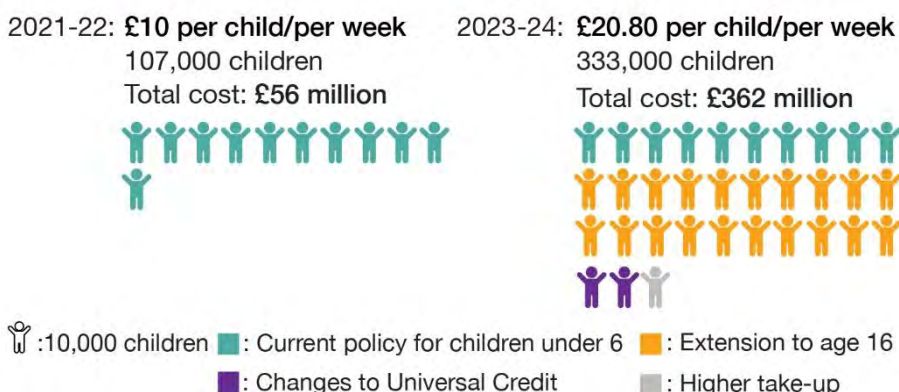 2021-22: £10 per child/per week
107,000 children
Total cost: £56 million
2023-24: £20.80 per child/per week
333,000 children
Total cost: £362 million
:10,000 children : Current policy for children under 6 : Extension to age 16
: Changes to Universal Credit : Higher take-up